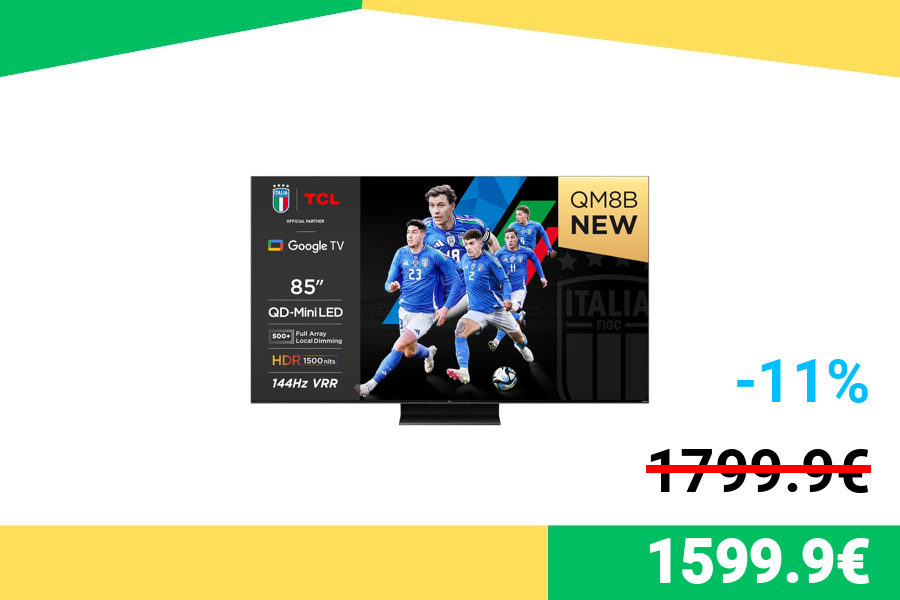 ITALIA
TCL
OFFICIAL PARTNER
Google TV
85”
QD-Mini LED
500+ Full Array
Local Dimming
HDR 1500 nits
144Hz VRR
QM8B
NEW
18
23
2
11
ITALIA
FIGC
-11%
1799.9€
1599.9€